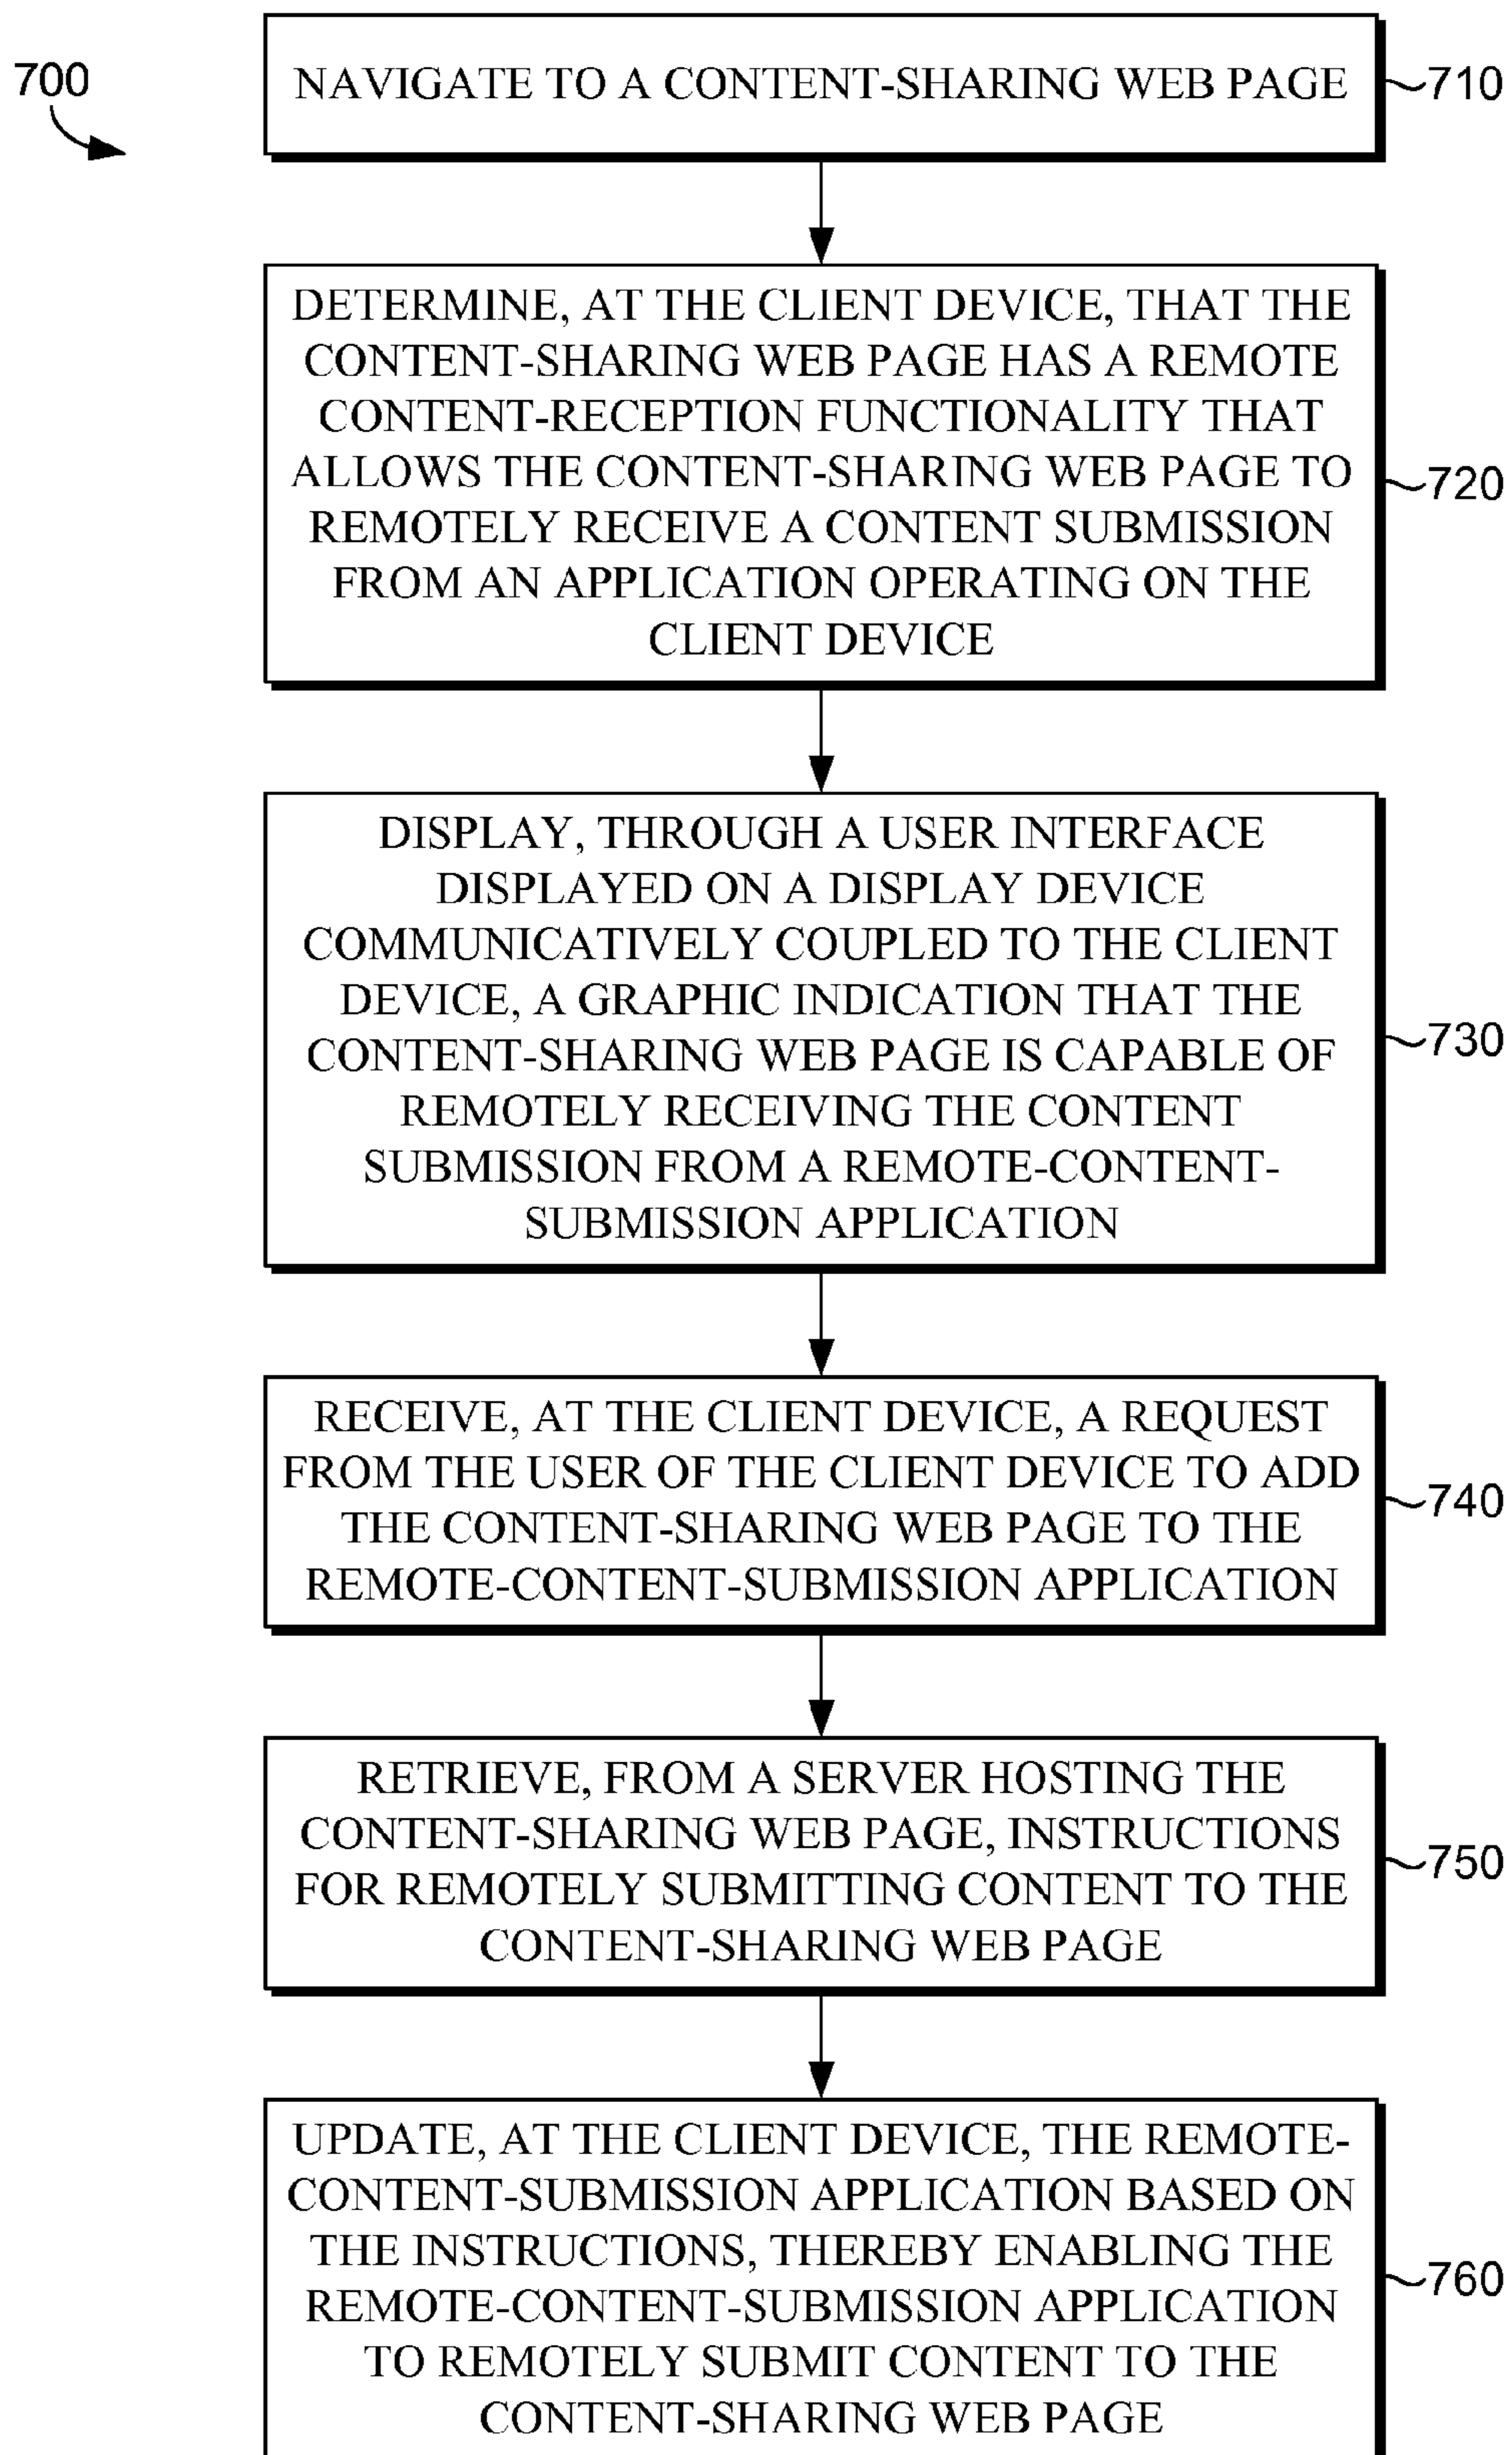 700
NAVIGATE TO A CONTENT-SHARING WEB PAGE
710
DETERMINE, AT THE CLIENT DEVICE, THAT THE
CONTENT-SHARING WEB PAGE HAS A REMOTE
CONTENT-RECEPTION FUNCTIONALITY THAT
ALLOWS THE CONTENT-SHARING WEB PAGE TO
REMOTELY RECEIVE A CONTENT SUBMISSION
FROM AN APPLICATION OPERATING ON THE
CLIENT DEVICE
720
DISPLAY, THROUGH A USER INTERFACE
DISPLAYED ON A DISPLAY DEVICE
COMMUNICATIVELY COUPLED TO THE CLIENT
DEVICE, A GRAPHIC INDICATION THAT THE
CONTENT-SHARING WEB PAGE IS CAPABLE OF
REMOTELY RECEIVING THE CONTENT
SUBMISSION FROM A REMOTE-CONTENT-
SUBMISSION APPLICATION
730
RECEIVE, AT THE CLIENT DEVICE, A REQUEST
FROM THE USER OF THE CLIENT DEVICE TO ADD
THE CONTENT-SHARING WEB PAGE TO THE
REMOTE-CONTENT-SUBMISSION APPLICATION
740
RETRIEVE, FROM A SERVER HOSTING THE
CONTENT-SHARING WEB PAGE, INSTRUCTIONS
FOR REMOTELY SUBMITTING CONTENT TO THE
CONTENT-SHARING WEB PAGE
750
UPDATE, AT THE CLIENT DEVICE, THE REMOTE-
CONTENT-SUBMISSION APPLICATION BASED ON
THE INSTRUCTIONS, THEREBY ENABLING THE
REMOTE-CONTENT-SUBMISSION APPLICATION
TO REMOTELY SUBMIT CONTENT TO THE
CONTENT-SHARING WEB PAGE
760